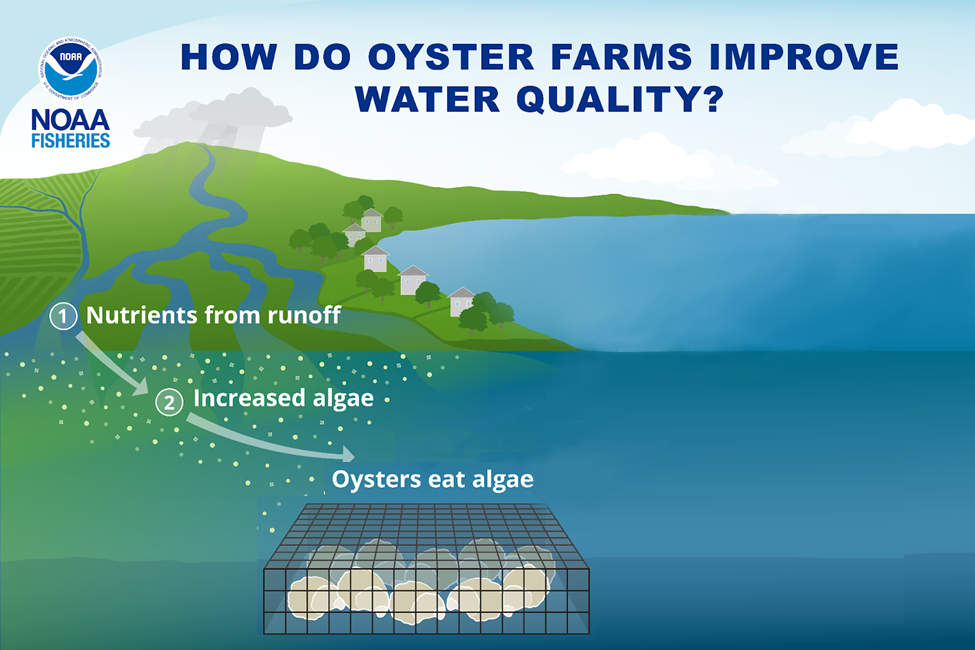 NOAA
HOW DO OYSTER FARMS IMPROVE
WATER QUALITY?
NOAA
FISHERIES
1 Nutrients from runoff
2 Increased algae
Oysters eat algae